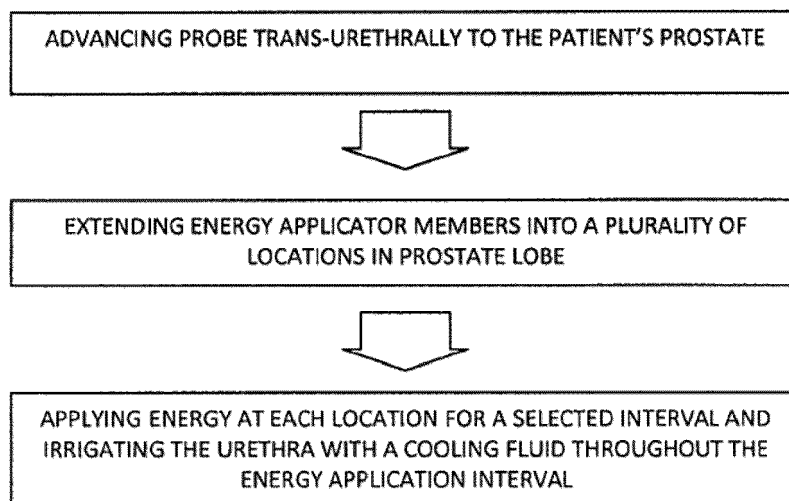 ADVANCING PROBE TRANS-URETHRALLY TO THE PATIENT'S PROSTATE
EXTENDING ENERGY APPLICATOR MEMBERS INTO A PLURALITY OF
LOCATIONS IN PROSTATE LOBE
APPLYING ENERGY AT EACH LOCATION FOR A SELECTED INTERVAL AND
IRRIGATING THE URETHRA WITH A COOLING FLUID THROUGHOUT THE
ENERGY APPLICATION INTERVAL